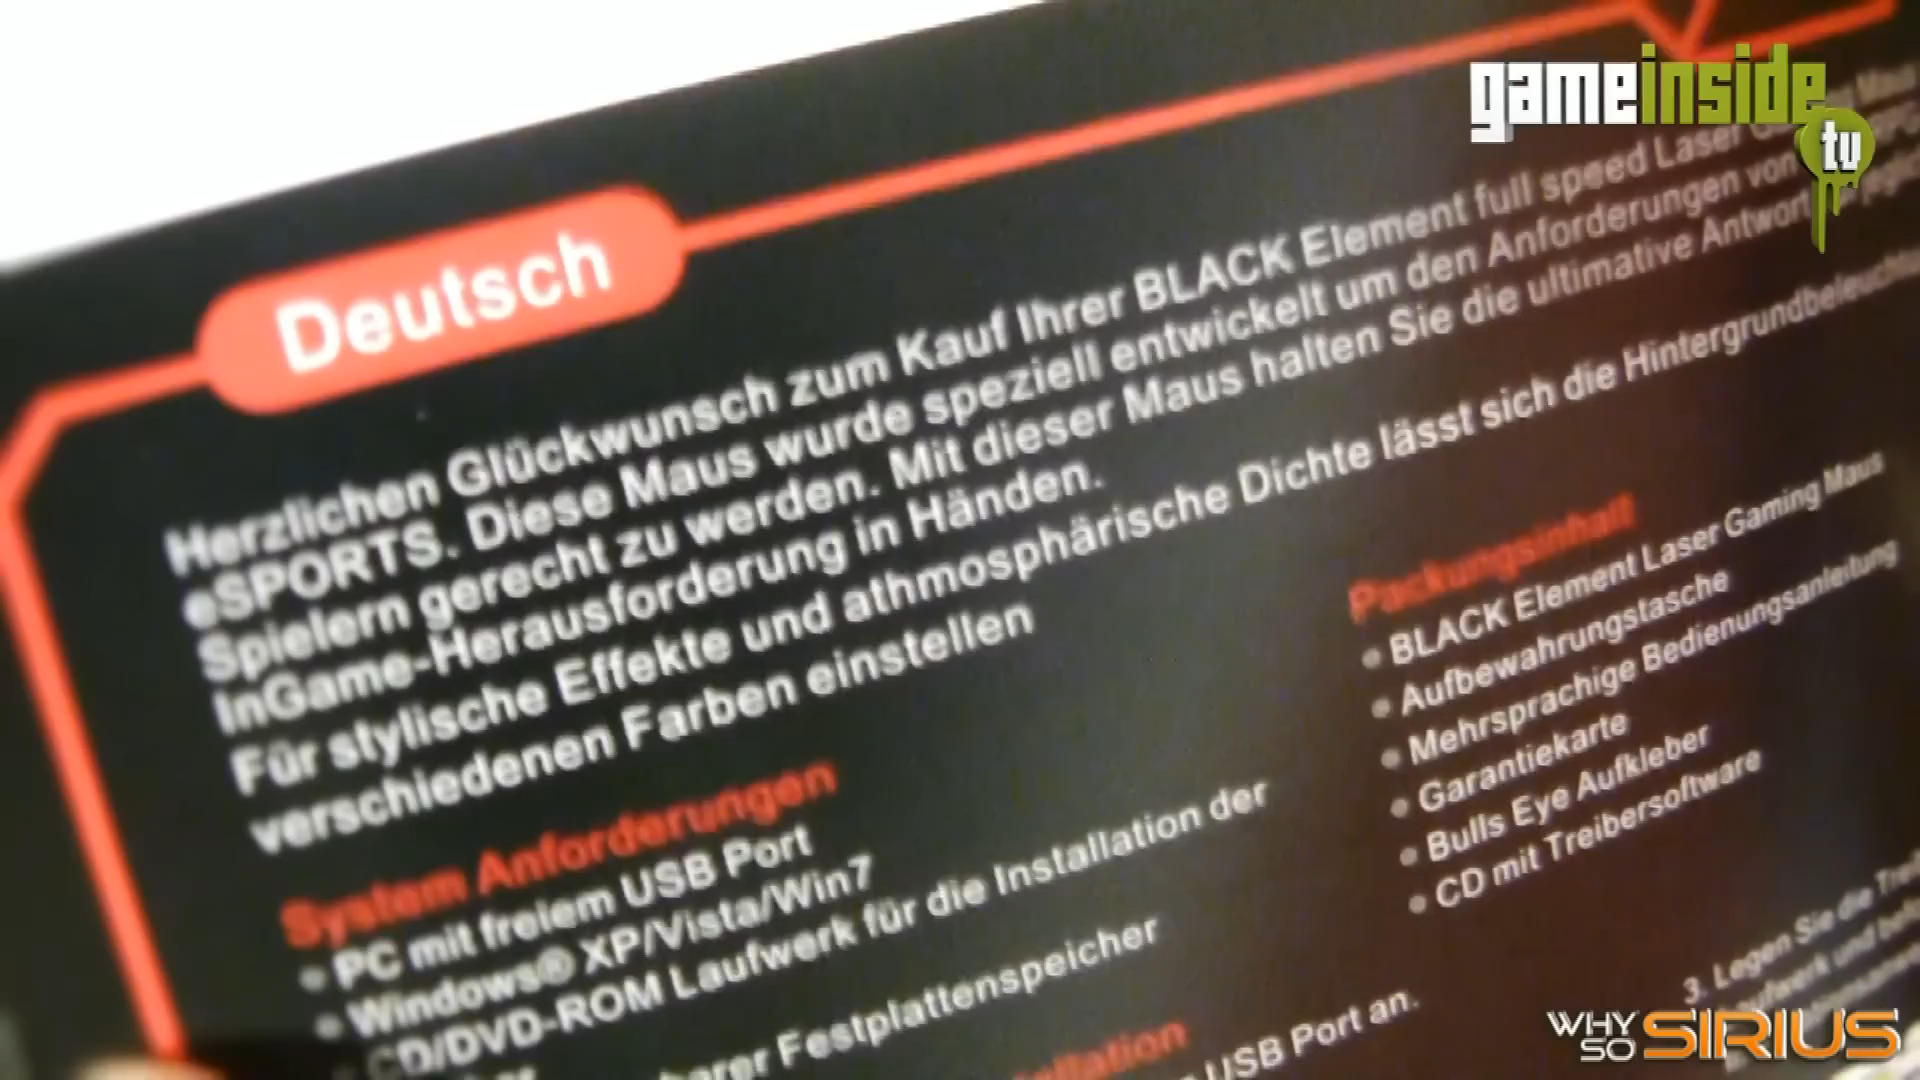 gameinside
tv
Deutsch
Herzlichen Glückwunsch zum Kauf Ihrer BLACK Element full speed Laser
eSPORTS. Diese Maus wurde speziell entwickelt um den Anforderungen von
Spielern gerecht zu werden. Mit dieser Maus halten Sie die ultimative Antwort
InGame-Herausforderung in Händen.
Für stylische Effekte und athmosphärische Dichte lässt sich die
verschiedenen Farben einstellen
System Anforderungen
• PC mit freiem USB Port
• Windows® XP/Vista/Win7
• CD/DVD-ROM Laufwerk für die Installation der
Festplattenspeicher
USB Port an.
Packungsinhalt
• BLACK Element Laser Gaming Maus
• Aufbewahrungstasche
• Mehrsprachige Bedienungsanleitung
• Garantiekarte
• Bulls Eye Aufkleber
• CD mit Treibersoftware
3. Legen Sie die
WHY
SO SIRIUS